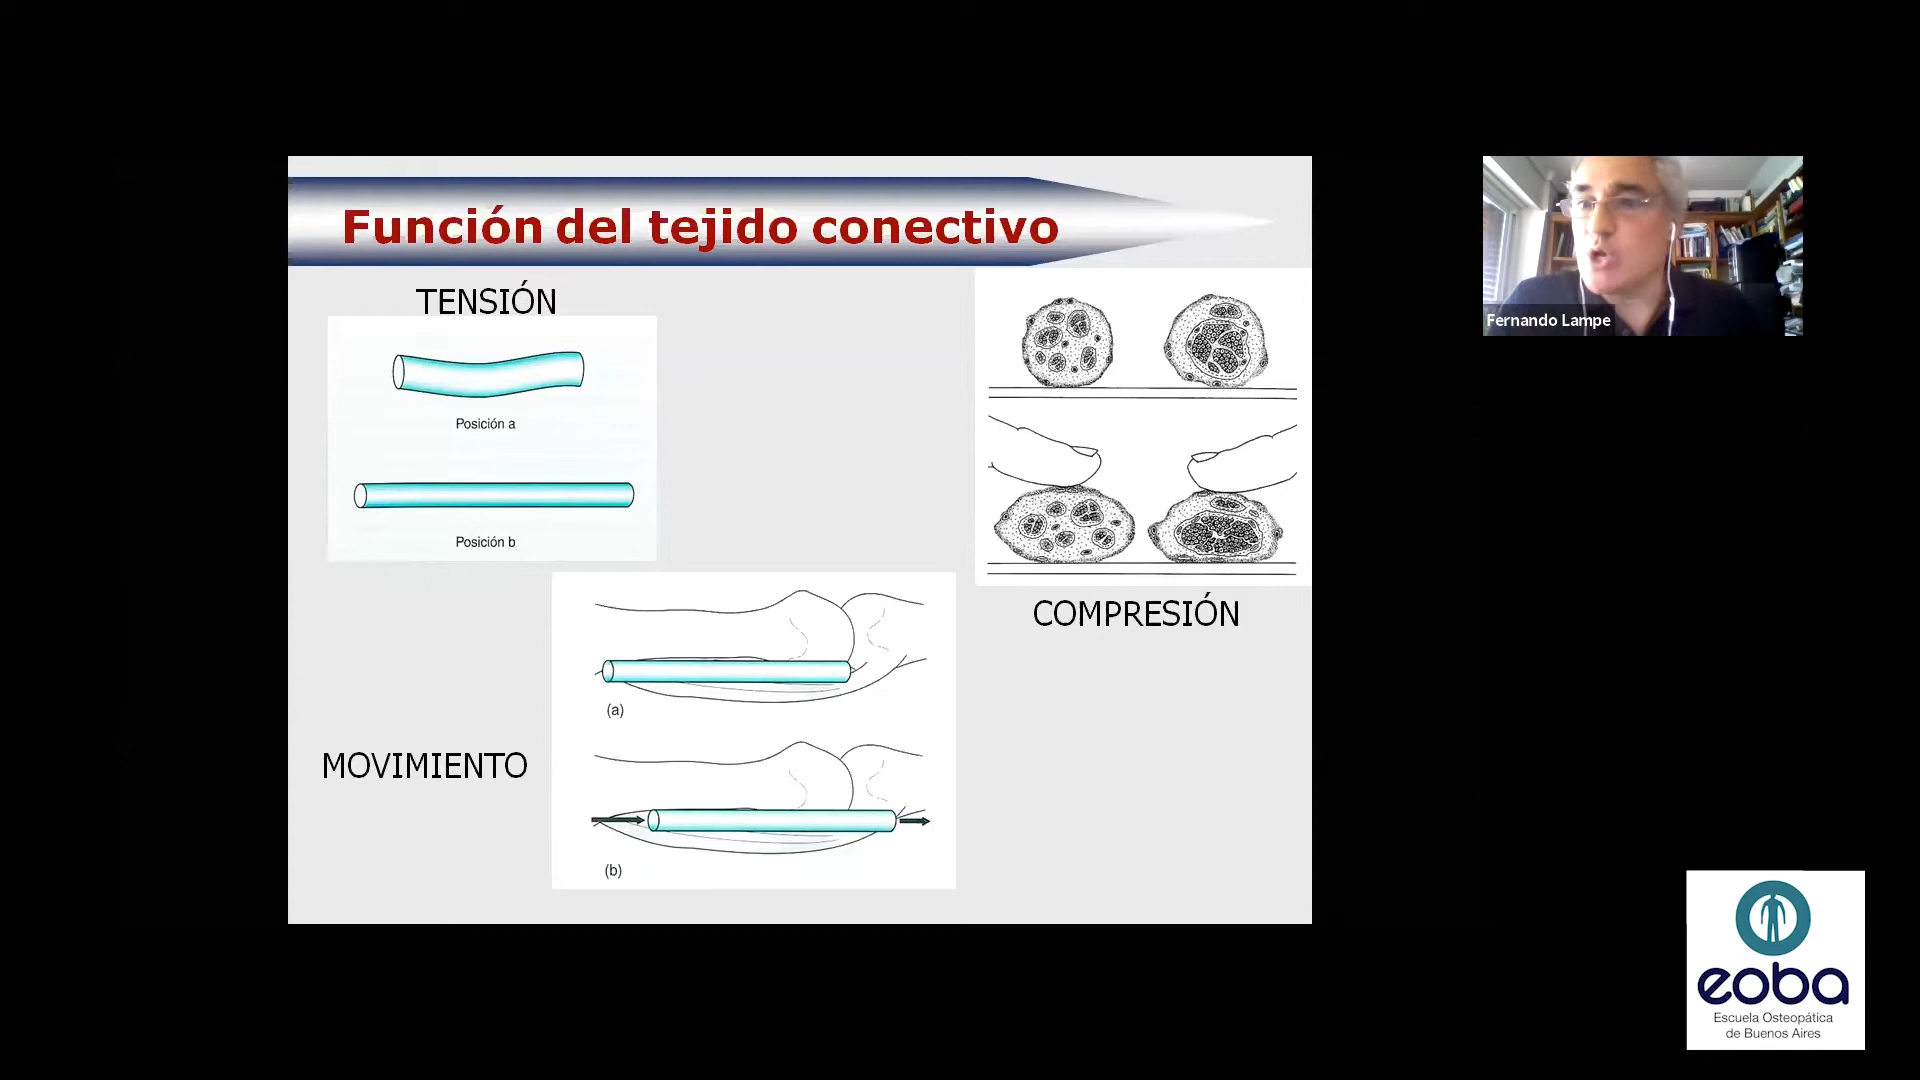 Función del tejido conectivo
TENSIÓN
Posición a
Posición b
COMPRESIÓN
(a)
MOVIMIENTO
(b)
Fernando Lampe
eoba
Escuela Osteopática
de Buenos Aires